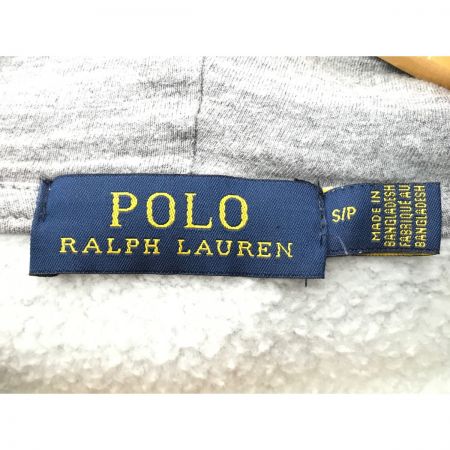 POLO
RALPH LAUREN
S/P
MADE IN
BANGLADESH
FABRIQUÉ AU
BANGLADESH